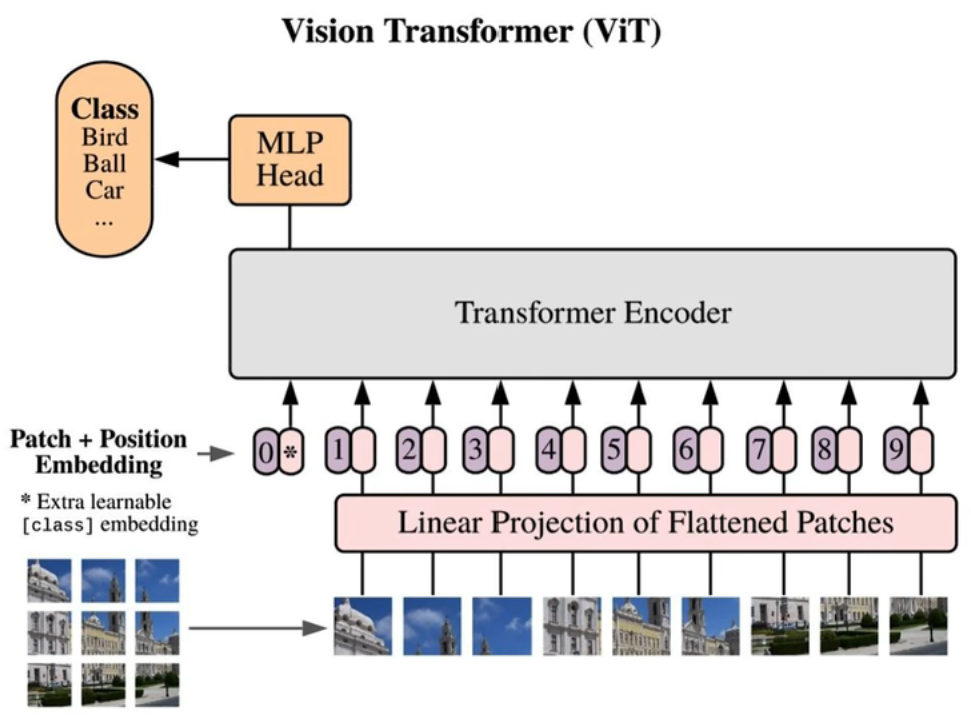 Vision Transformer (ViT)
Class
Bird
Ball
Car
...
MLP
Head
Transformer Encoder
Patch + Position
Embedding
0 * 1 2 3 4 5 6 7 8 9
* Extra learnable
[class] embedding
Linear Projection of Flattened Patches